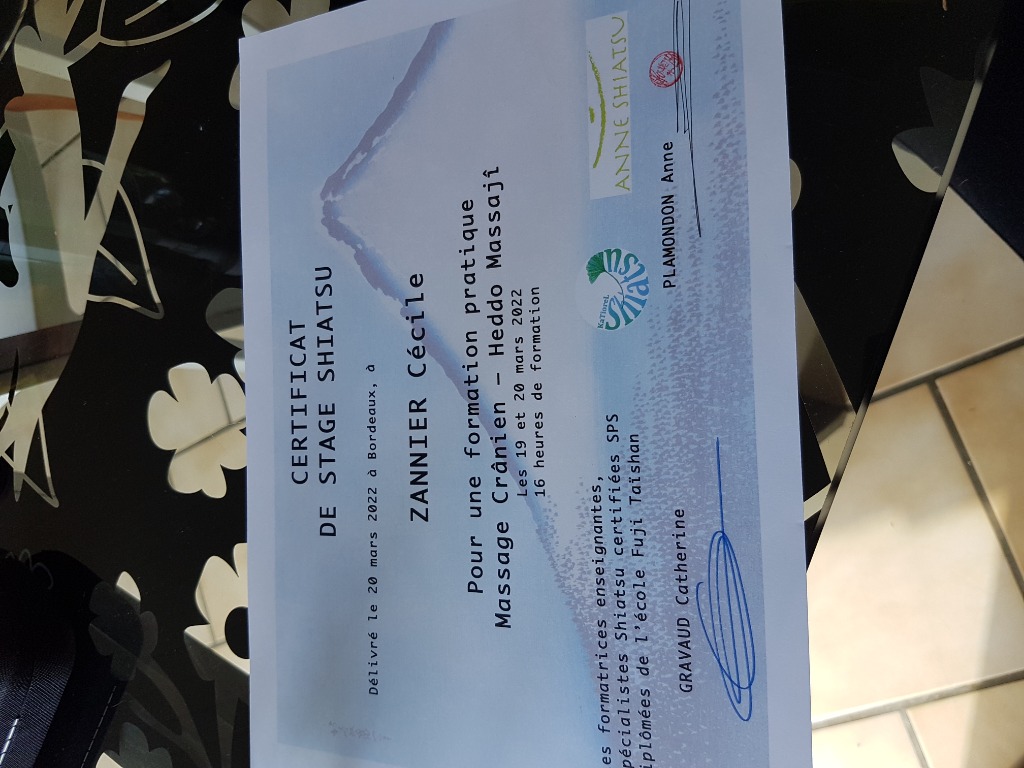 CERTIFICAT
DE STAGE SHIATSU
Délivré le 20 mars 2022 à Bordeaux, à
ZANNIER Cécile
Pour une formation pratique
Massage Crânien – Heddo Massajî
Les 19 et 20 mars 2022
16 heures de formation
es formatrices enseignantes,
pécialistes Shiatsu certifiées SPS
iplômées de l'école Fuji Taïshan
ANNE SHIATSU
GRAVAUD Catherine
PLAMONDON Anne